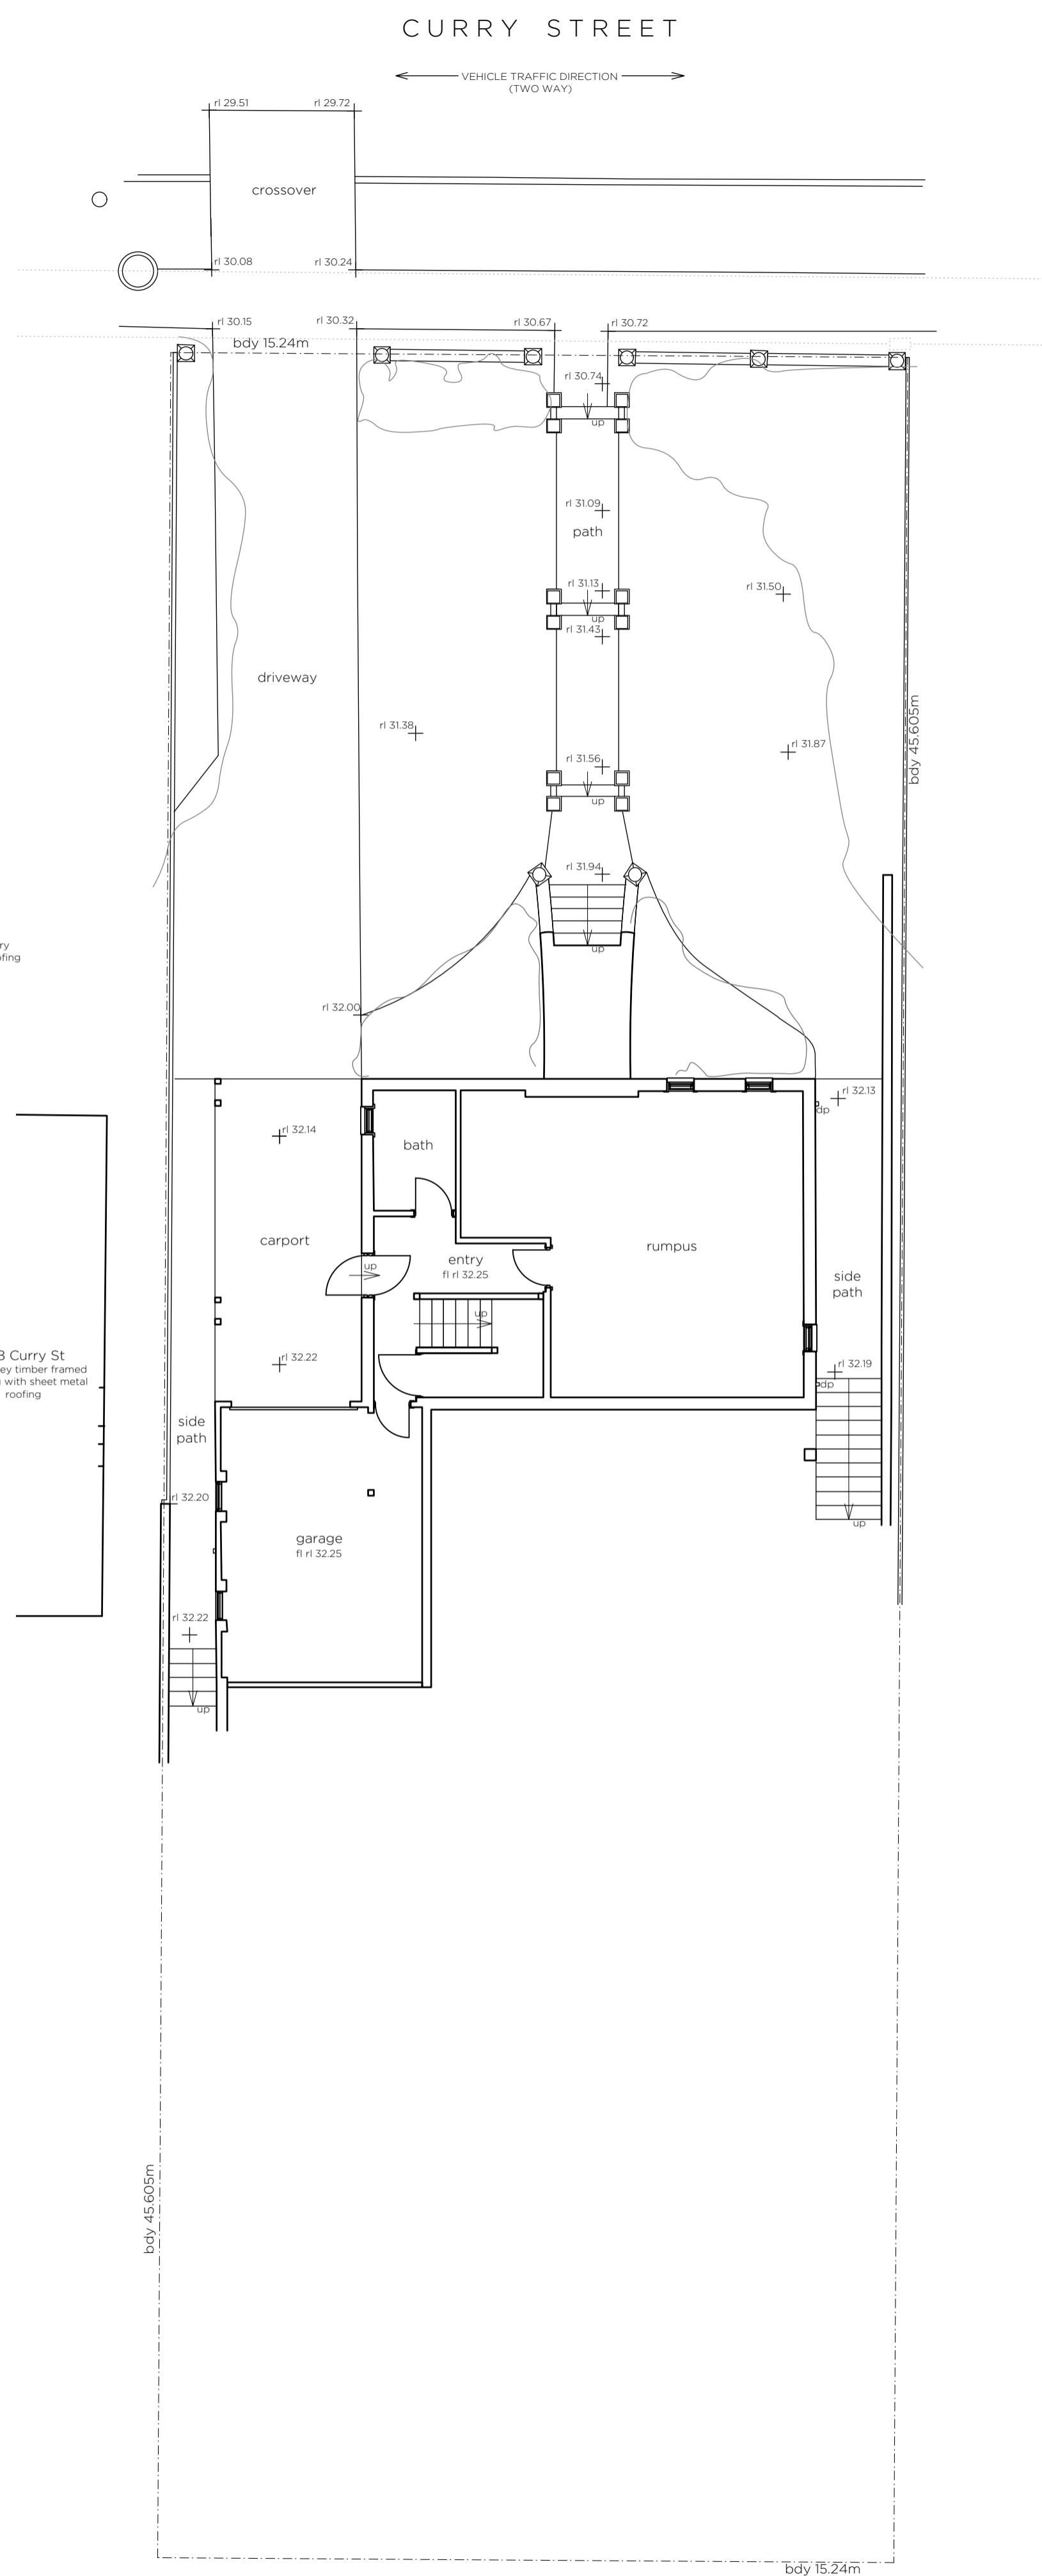 CURRY STREET
VEHICLE TRAFFIC DIRECTION
(TWO WAY)
rl 29.51
rl 29.72
crossover
rl 30.08
rl 30.24
rl 30.15
rl 30.32
rl 30.67
rl 30.72
bdy 15.24m
rl 30.74
up
rl 31.09
path
rl 31.13
rl 31.50
up
rl 31.43
driveway
rl 31.38
rl 31.87
bdy 45.605m
rl 31.56
up
rl 31.94
up
rl 32.00
rl 32.13
dp
rl 32.14
bath
carport
rumpus
entry
fl rl 32.25
up
side
path
up
Curry St
timber framed
with sheet metal
roofing
rl 32.22
rl 32.19
dp
side
path
rl 32.20
up
garage
fl rl 32.25
rl 32.22
up
bdy 45.605m
bdy 15.24m